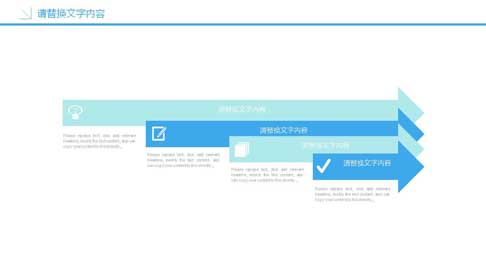 请替换文字内容
请替换文字内容
Please replace text, click add relevant
headline, modify the text content, also can
copy your content to this directly.
请替换文字内容
Please replace text, click add relevant
headline, modify the text content, also
can copy your content to this directly.
请替换文字内容
Please replace text, click add relevant
headline, modify the text content, also
can copy your content to this directly.
请替换文字内容
Please replace text, click add relevant
headline, modify the text content, also can
copy your content to this directly.